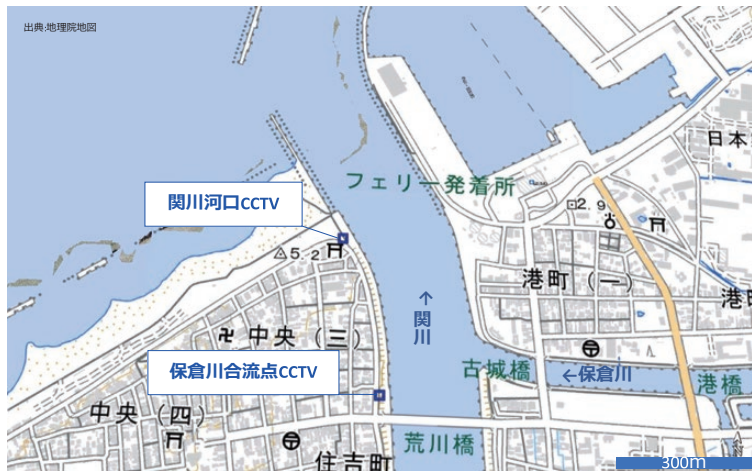 出典:地理院地図
日本
フェリー発着所
関川河口CCTV
2.9
5.2
港町(一)
港町
↑
関川
中央(三)
古城橋
←保倉川
保倉川合流点CCTV
港橋
中央(四)
荒川橋
住吉町
300m